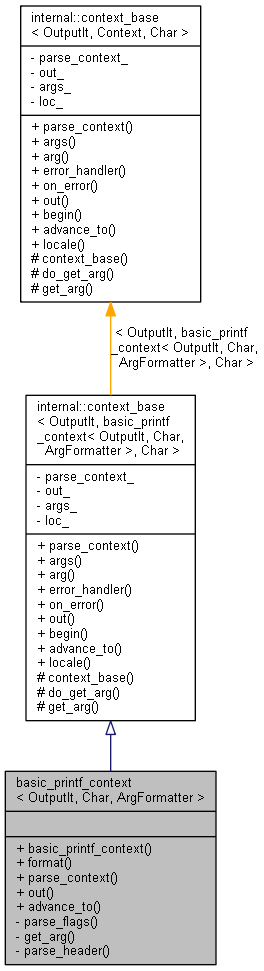 internal::context_base
< OutputIt, Context, Char >
- parse_context_
- out_
- args_
- loc_
+ parse_context()
+ args()
+ arg()
+ error_handler()
+ on_error()
+ out()
+ begin()
+ advance_to()
+ locale()
# context_base()
# do_get_arg()
# get_arg()
< OutputIt, basic_printf
_context< OutputIt, Char,
ArgFormatter >, Char >
internal::context_base
< OutputIt, basic_printf
_context< OutputIt, Char,
ArgFormatter >, Char >
- parse_context_
- out_
- args_
- loc_
+ parse_context()
+ args()
+ arg()
+ error_handler()
+ on_error()
+ out()
+ begin()
+ advance_to()
+ locale()
# context_base()
# do_get_arg()
# get_arg()
basic_printf_context
< OutputIt, Char, ArgFormatter >
+ basic_printf_context()
+ format()
+ parse_context()
+ out()
+ advance_to()
- parse_flags()
- get_arg()
- parse_header()